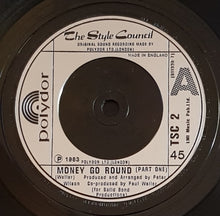 The Style Council
ORIGINAL SOUND RECORDING MADE BY
POLYDOR LTD.(LONDON)
MADE IN ENGLAND
A
polydor
TSC 2
45
℗ 1983 POLYDOR LTD.(LONDON)
MONEY GO ROUND (PART ONE)
(Weller) Produced and Arranged by Peter
Wilson Co-produced by Paul Weller
(for Solid Bond
Productions)